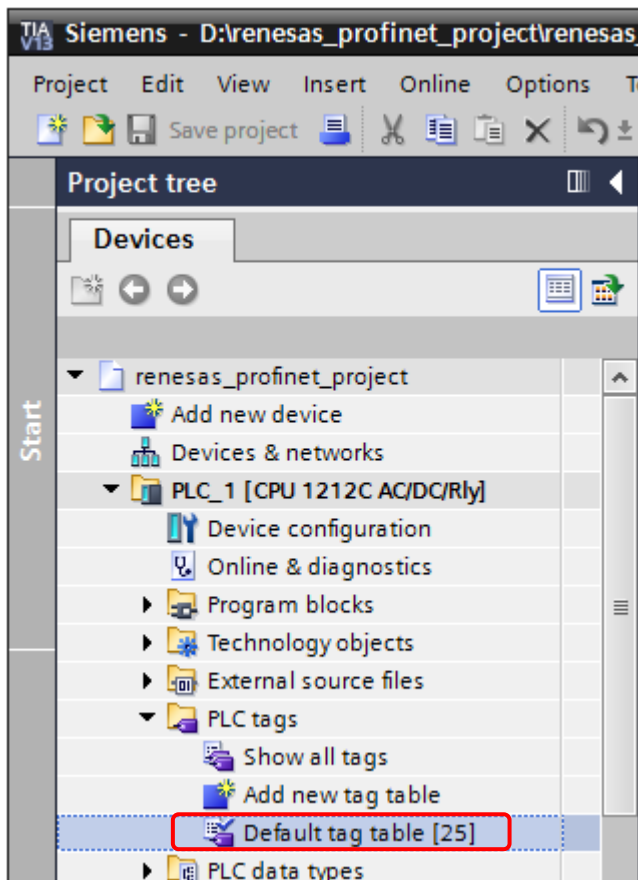 TIA V13 Siemens - D:\renesas_profinet_project\renesas_
Project Edit View Insert Online Options
Save project
Project tree
Devices
Start
renesas_profinet_project
Add new device
Devices & networks
PLC_1 [CPU 1212C AC/DC/Rly]
Device configuration
Online & diagnostics
Program blocks
Technology objects
External source files
PLC tags
Show all tags
Add new tag table
Default tag table [25]
PLC data types